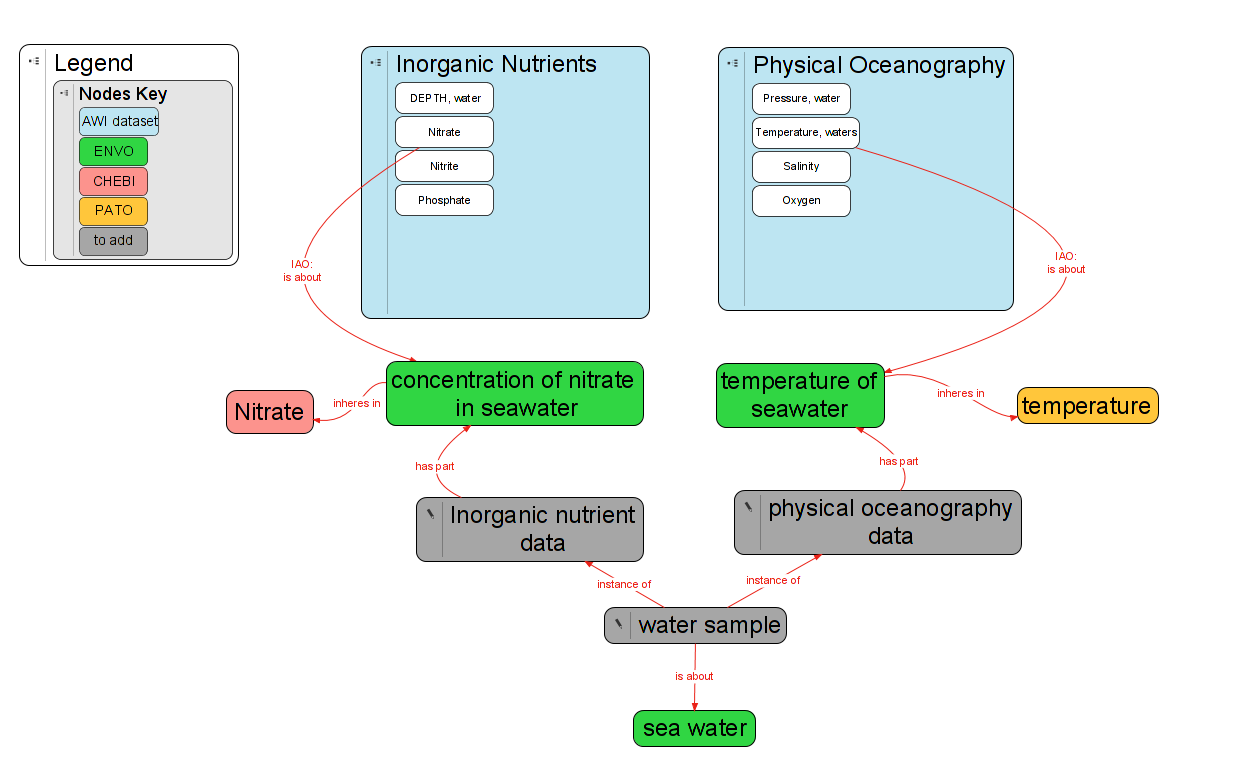 Legend
Nodes Key
AWI dataset
ENVO
CHEBI
PATO
to add
Inorganic Nutrients
DEPTH, water
Nitrate
Nitrite
Phosphate
Physical Oceanography
Pressure, water
Temperature, waters
Salinity
Oxygen
IAO:
is about
IAO:
is about
concentration of nitrate
in seawater
temperature of
seawater
Nitrate
inheres in
inheres in
temperature
has part
has part
Inorganic nutrient
data
physical oceanography
data
instance of
instance of
water sample
is about
sea water